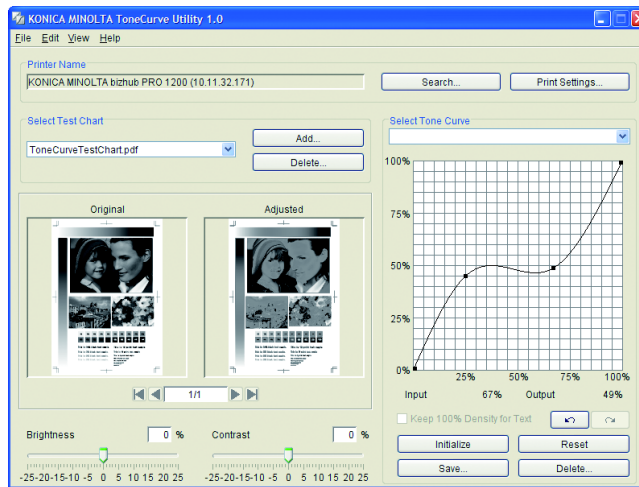 KONICA MINOLTA ToneCurve Utility 1.0
File Edit View Help
Printer Name
KONICA MINOLTA bizhub PRO 1200 (10.11.32.171)
Search...
Print Settings...
Select Test Chart
ToneCurveTestChart.pdf
Add...
Delete...
Select Tone Curve
Original
Adjusted
100%
75%
50%
25%
0%
25% 50% 75% 100%
Input 67% Output 49%
1/1
Keep 100% Density for Text
Brightness 0 %
Contrast 0 %
-25-20-15-10 -5 0 5 10 15 20 25
-25-20-15-10 -5 0 5 10 15 20 25
Initialize
Reset
Save...
Delete...